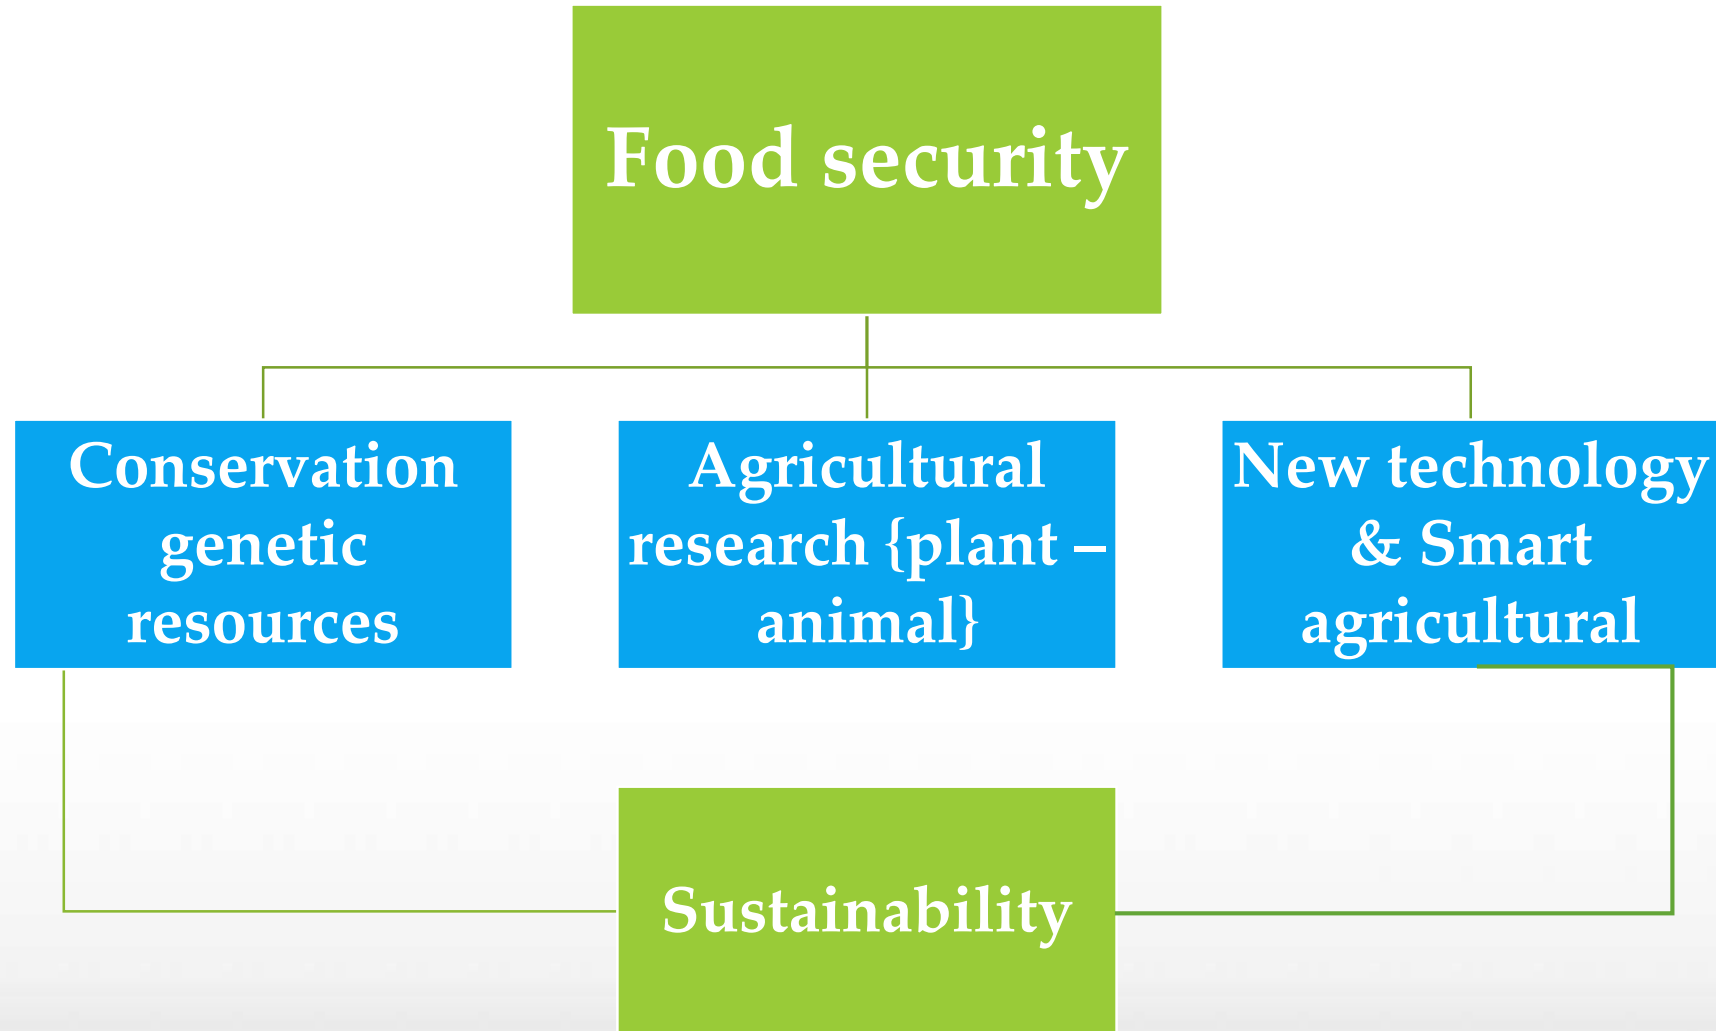 Food security
Conservation
genetic
resources
Agricultural
research {plant –
animal}
New technology
& Smart
agricultural
Sustainability